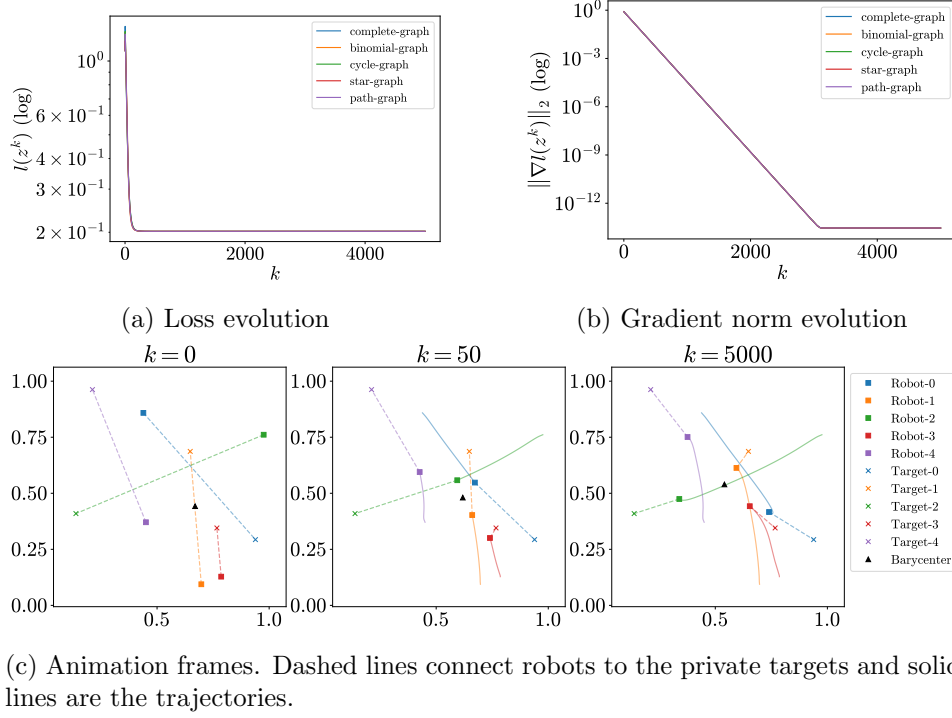 complete-graph
binomial-graph
cycle-graph
star-graph
path-graph
10^0
6 × 10^{-1}
4 × 10^{-1}
3 × 10^{-1}
2 × 10^{-1}
l(z^k) (log)
0
2000
4000
k
(a) Loss evolution
complete-graph
binomial-graph
cycle-graph
star-graph
path-graph
10^0
10^{-3}
10^{-6}
10^{-9}
10^{-12}
||∇l(z^k)||_2 (log)
0
2000
4000
k
(b) Gradient norm evolution
k = 0
1.00
0.75
0.50
0.25
0.00
0.5
1.0
k = 50
1.00
0.75
0.50
0.25
0.00
0.5
1.0
k = 5000
1.00
0.75
0.50
0.25
0.00
0.5
1.0
Robot-0
Robot-1
Robot-2
Robot-3
Robot-4
Target-0
Target-1
Target-2
Target-3
Target-4
Barycenter
(c) Animation frames. Dashed lines connect robots to the private targets and solid
lines are the trajectories.